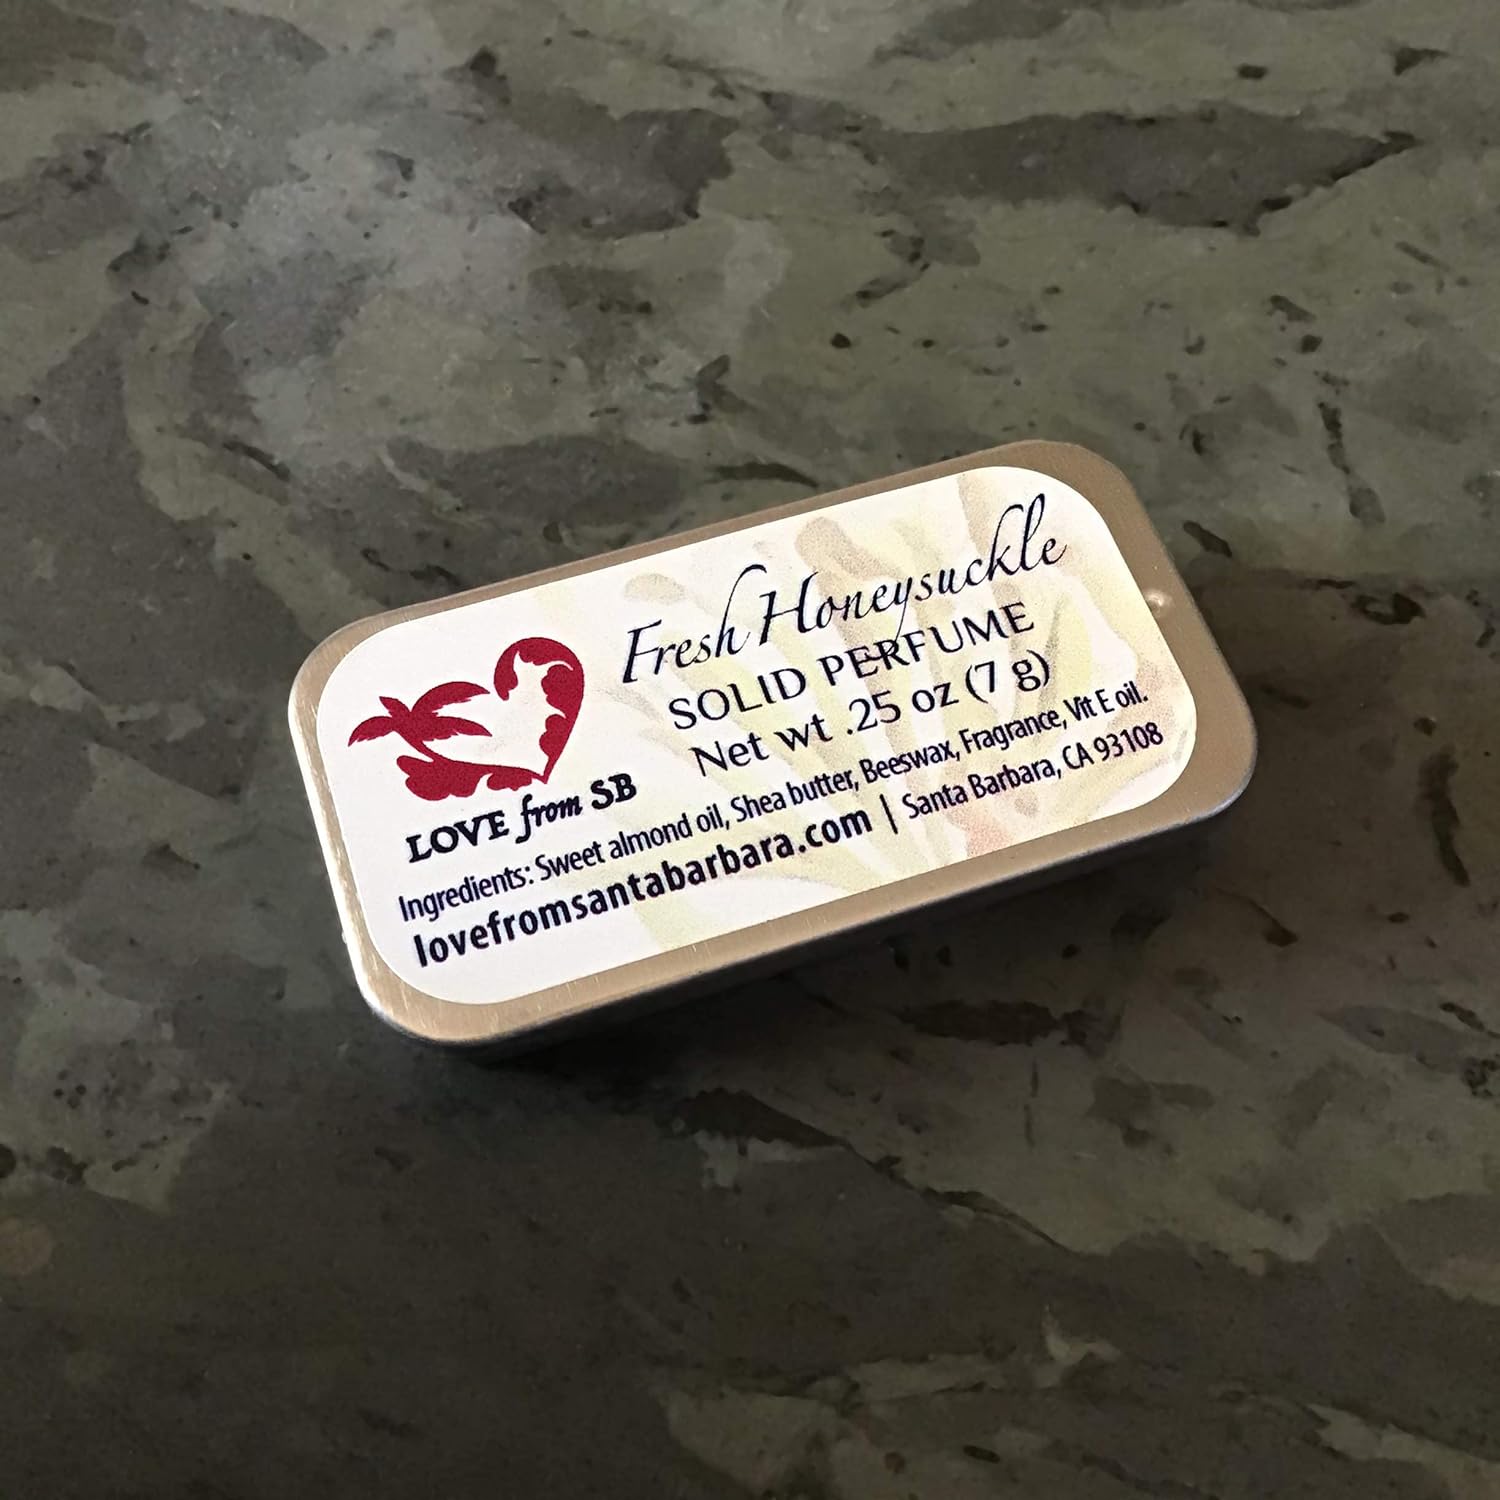 Fresh Honeysuckle
SOLID PERFUME
Net wt .25 oz (7 g)
LOVE from SB
Ingredients: Sweet almond oil, Shea butter, Beeswax, Fragrance, Vit E oil.
lovefromsantabarbara.com | Santa Barbara, CA 93108